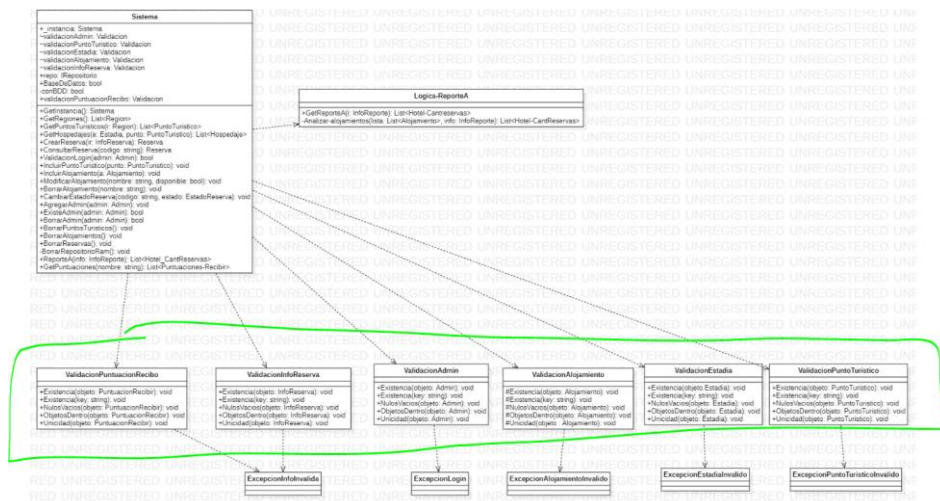 Sistema
+_instancia: Sistema
~validacionAdmin: Validacion
~validacionPuntoTuristico: Validacion
~validacionEstadia: Validacion
~validacionAlojamiento: Validacion
~validacionInfoReserva: Validacion
+repo: IRepositorio
+BaseDeDatos: bool
-conBDD: bool
+validacionPuntuacionRecibo: Validacion
+GetInstancia(): Sistema
+GetRegiones(): List<Region>
+GetPuntosTuristicos(r: Region): List<PuntoTuristico>
+GetHospedajes(e: Estadia, punto: PuntoTuristico): List<Hospedaje>
+CrearReserva(ir: InfoReserva): Reserva
+ConsultarReserva(codigo: string): Reserva
+ValidacionLogin(admin: Admin): bool
+IncluirPuntoTuristico(punto: PuntoTuristico): void
+IncluirAlojamiento(a: Alojamiento): void
+ModificarAlojamiento(nombre: string, disponible: bool): void
+BorrarAlojamiento(nombre: string): void
+CambiarEstadoReserva(codigo: string, estado: EstadoReserva): void
+AgregarAdmin(admin: Admin): void
+ExisteAdmin(admin: Admin): bool
+BorrarAdmin(admin: Admin): void
+BorrarPuntosTuristicos(): void
+BorrarAlojamientos(): void
+BorrarReservas(): void
-BorrarRepositorioRam(): void
+ReporteA(info: InfoReporte): List<Hotel_CantReservas>
+GetPuntuaciones(nombre: string): List<Puntuaciones-Recibir>
Logica-ReporteA
+GetReporteA(i: InfoReporte): List<Hotel-Cantreservas>
-Analizar-alojamientos(lista: List<Alojamiento>, info: InfoReporte): List<Hotel-CantReservas>
ValidacionPuntuacionRecibo
+Existencia(objeto: PuntuacionRecibir): void
+Existencia(key: string): void
+NulosVacios(objeto: PuntuacionRecibir): void
+ObjetosDentro(objeto: PuntuacionRecibir): void
+Unicidad(objeto: PuntuacionRecibir): void
ValidacionInfoReserva
+Existencia(objeto: InfoReserva): void
+Existencia(key: string): void
+NulosVacios(objeto: InfoReserva): void
+ObjetosDentro(objeto: InfoReserva): void
+Unicidad(objeto: InfoReserva): void
ValidacionAdmin
+Existencia(objeto: Admin): void
+Existencia(key: string): void
+NulosVacios(objeto: Admin): void
+ObjetosDentro(objeto: Admin): void
+Unicidad(objeto: Admin): void
ValidacionAlojamiento
#Existencia(objeto: Alojamiento): void
#Existencia(key: string): void
#NulosVacios(objeto: Alojamiento): void
#ObjetosDentro(objeto: Alojamiento): void
#Unicidad(objeto : Alojamiento): void
ValidacionEstadia
+Existencia(objeto:Estadia): void
+Existencia(key: string): void
+NulosVacios(objeto: Estadia): void
+ObjetosDentro(objeto: Estadia): void
+Unicidad(objeto: Estadia): void
ValidacionPuntoTuristico
+Existencia(objeto: PuntoTuristico): void
+Existencia(key: string): void
+NulosVacios(objeto: PuntoTuristico): void
+ObjetosDentro(objeto: PuntoTuristico): void
+Unicidad(objeto: PuntoTuristico): void
ExcepcionInfoInvalida
ExcepcionLogin
ExcepcionAlojamientoInvalido
ExcepcionEstadiaInvalido
ExcepcionPuntoTuristicoInvalido